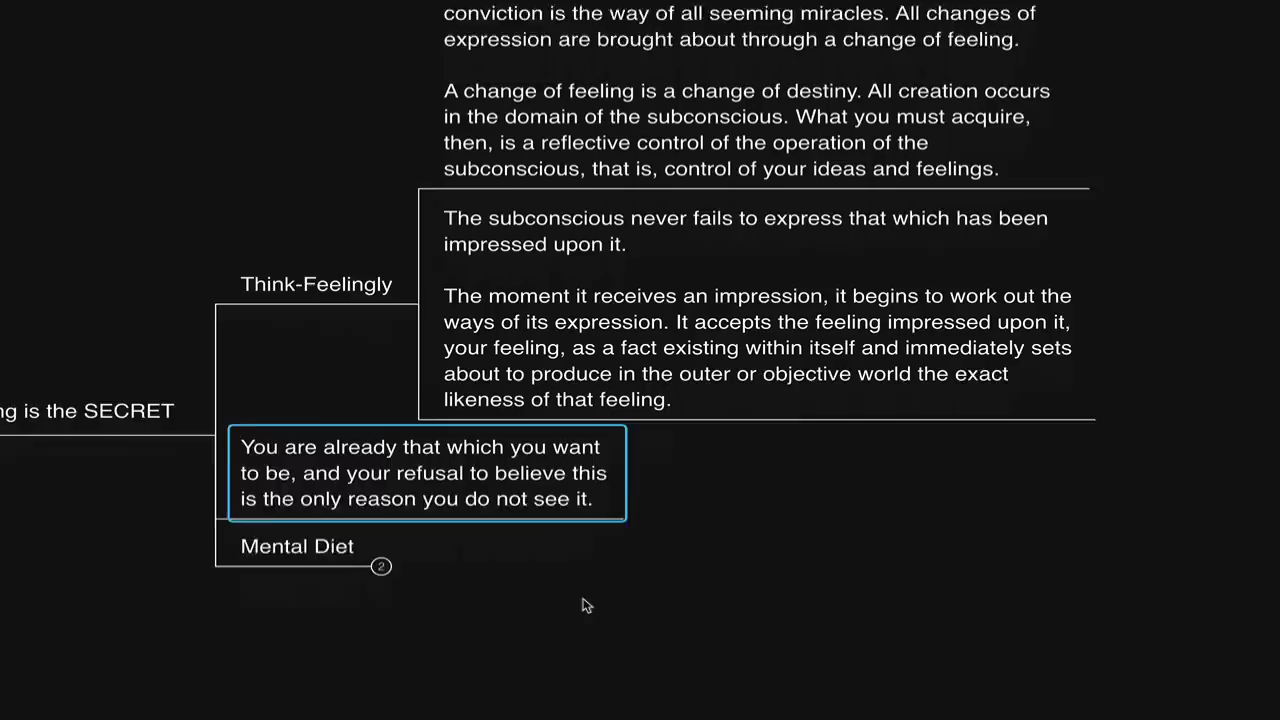 conviction is the way of all seeming miracles. All changes of
expression are brought about through a change of feeling.
A change of feeling is a change of destiny. All creation occurs
in the domain of the subconscious. What you must acquire,
then, is a reflective control of the operation of the
subconscious, that is, control of your ideas and feelings.
The subconscious never fails to express that which has been
impressed upon it.
Think-Feelingly
The moment it receives an impression, it begins to work out the
ways of its expression. It accepts the feeling impressed upon it,
your feeling, as a fact existing within itself and immediately sets
about to produce in the outer or objective world the exact
likeness of that feeling.
ng is the SECRET
You are already that which you want
to be, and your refusal to believe this
is the only reason you do not see it.
Mental Diet
2